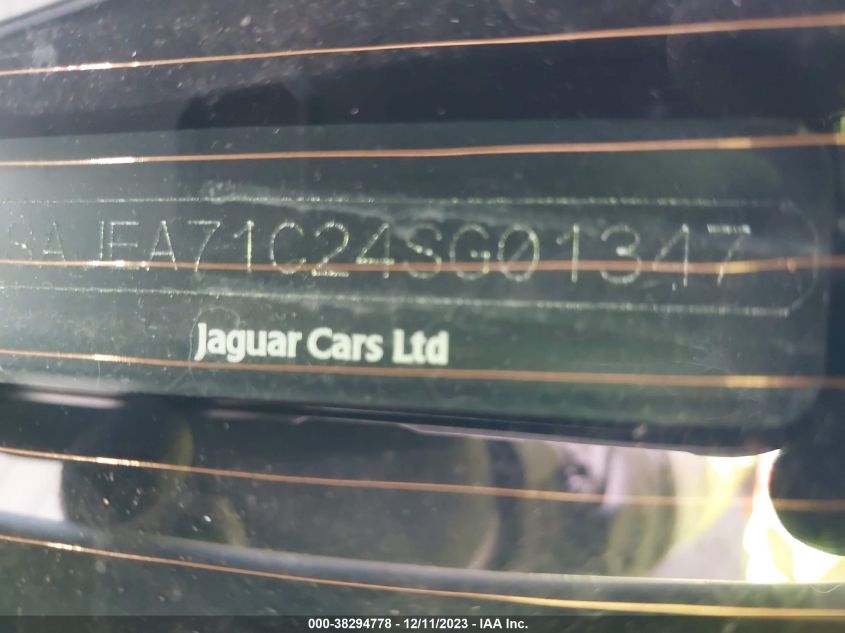 SAJEA71C24SG01347
Jaguar Cars Ltd
000-38294778 - 12/11/2023 - IAA Inc.